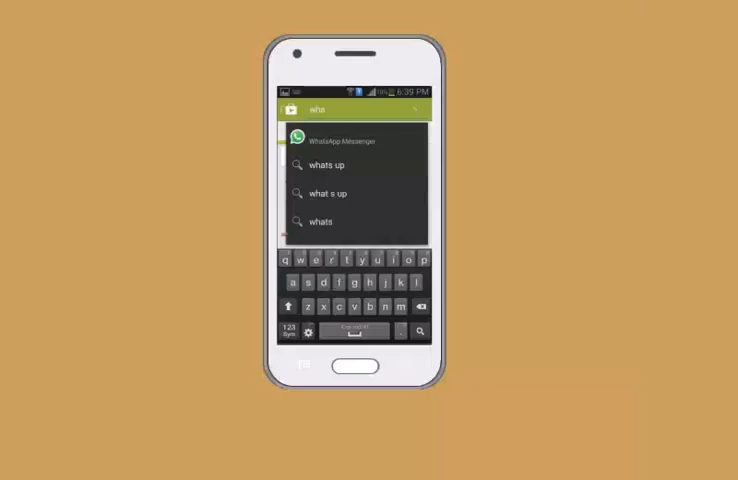 6:39 PM
wha
WhatsApp Messenger
whats up
what s up
whats
q w e r t y u i o p
a s d f g h j k l
z x c v b n m
123
Sym
.